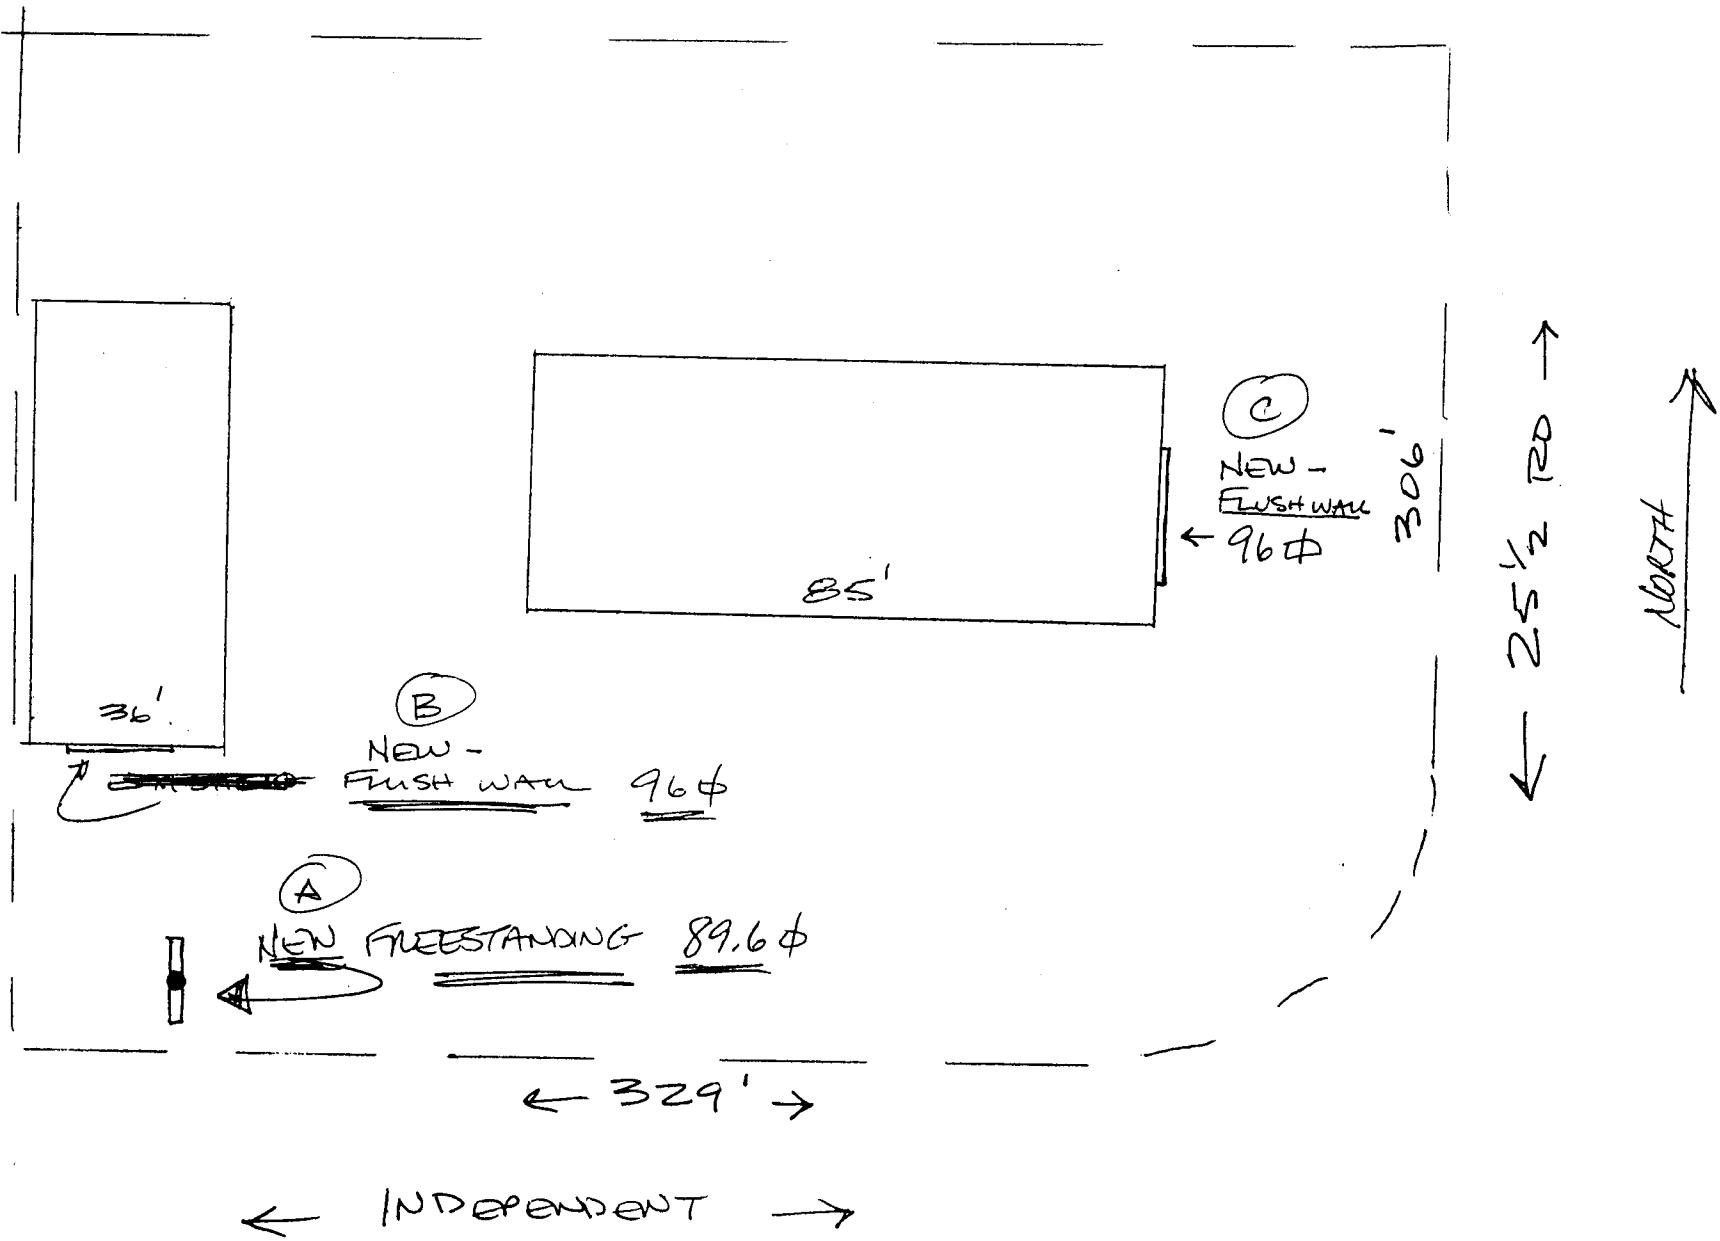 C
NEW -
FLUSH WALL
← 96 ⏍
306'
← 25 1/2 RD →
NORTH
85'
36'
B
NEW -
FLUSH WALL 96 ⏍
A
NEW FREESTANDING 89.6 ⏍
← 329' →
← INDEPENDENT →